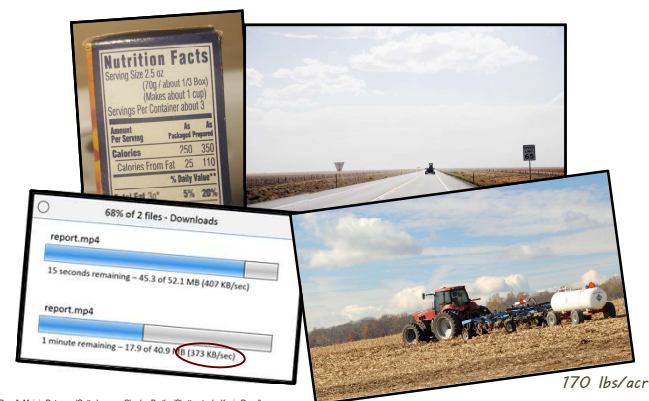 Nutrition Facts
Serving Size 2.5 oz
(70g / about 1/3 Box)
(Makes about 1 cup)
Servings Per Container about 3
Amount Per Serving
As Packaged
As Prepared
Calories 250 350
Calories From Fat 25 110
% Daily Value**
5% 20%
68% of 2 files - Downloads
report.mp4
15 seconds remaining – 45.3 of 52.1 MB (407 KB/sec)
report.mp4
1 minute remaining – 17.9 of 40.9 MB (373 KB/sec)
170 lbs/acr